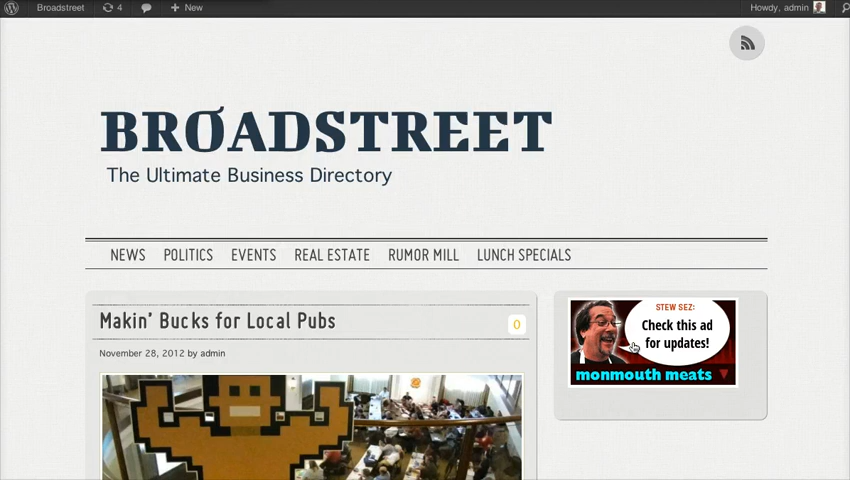 Broadstreet 4 New Howdy, admin
BROADSTREET
The Ultimate Business Directory
NEWS POLITICS EVENTS REAL ESTATE RUMOR MILL LUNCH SPECIALS
Makin' Bucks for Local Pubs
0
November 28, 2012 by admin
STEW SEZ:
Check this ad
for updates!
monmouth meats